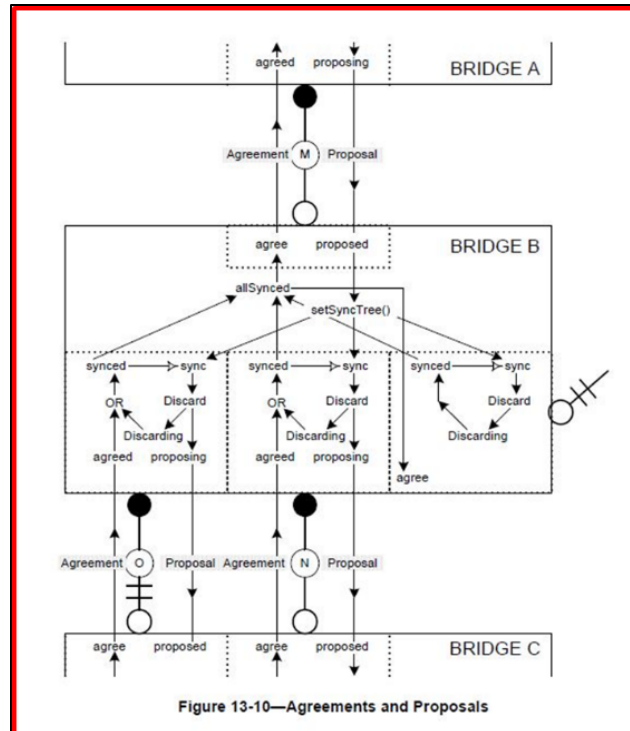 agreed proposing
BRIDGE A
Agreement M Proposal
agree proposed
BRIDGE B
allSynced
setSyncTree()
synced sync synced sync synced sync
OR Discard OR Discard Discard
Discarding Discarding Discarding
agreed proposing agreed proposing
agree
Agreement O Proposal Agreement N Proposal
agree proposed agree proposed
BRIDGE C
Figure 13-10—Agreements and Proposals